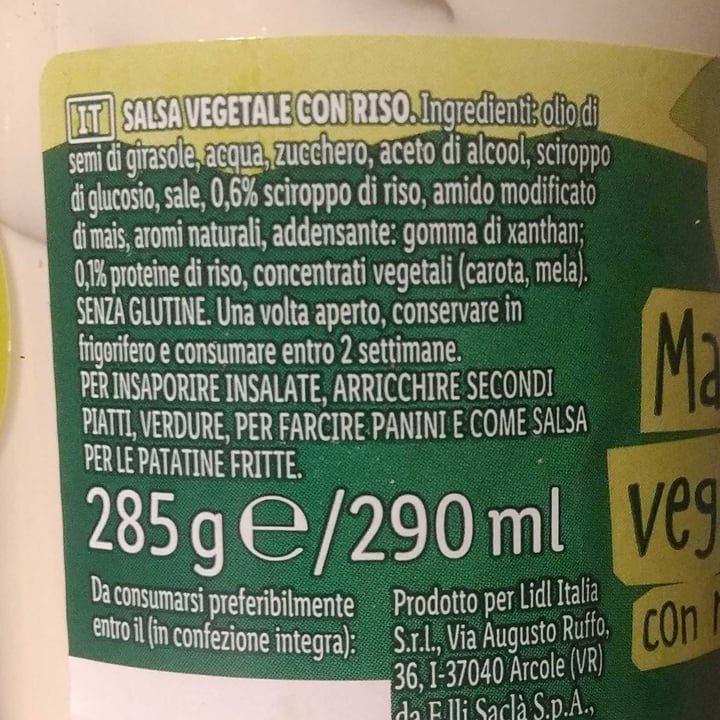 IT SALSA VEGETALE CON RISO. Ingredienti: olio di
semi di girasole, acqua, zucchero, aceto di alcool, sciroppo
di glucosio, sale, 0,6% sciroppo di riso, amido modificato
di mais, aromi naturali, addensante: gomma di xanthan;
0,1% proteine di riso, concentrati vegetali (carota, mela).
SENZA GLUTINE. Una volta aperto, conservare in
frigorifero e consumare entro 2 settimane.
PER INSAPORIRE INSALATE, ARRICCHIRE SECONDI
PIATTI, VERDURE, PER FARCIRE PANINI E COME SALSA
PER LE PATATINE FRITTE.
285 g e/290 ml
Da consumarsi preferibilmente
entro il (in confezione integra):
Prodotto per Lidl Italia
S.r.l., Via Augusto Ruffo,
36, I-37040 Arcole (VR)
da F.lli Saclà S.p.A.,
Ma
veg
con